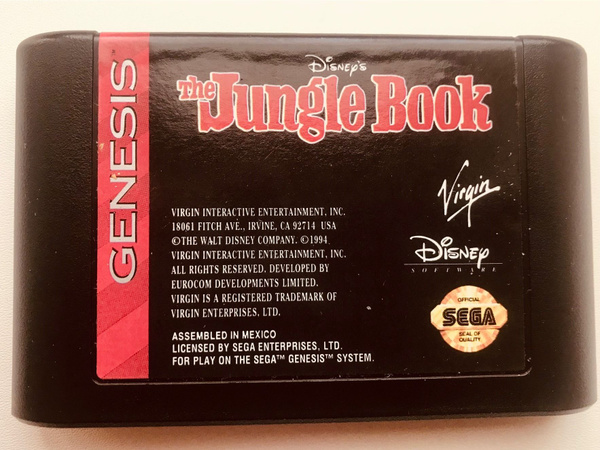 GENESIS
DISNEY'S
The Jungle Book
Virgin
VIRGIN INTERACTIVE ENTERTAINMENT, INC.
18061 FITCH AVE., IRVINE, CA 92714 USA
©THE WALT DISNEY COMPANY. ©1994
VIRGIN INTERACTIVE ENTERTAINMENT, INC.
ALL RIGHTS RESERVED. DEVELOPED BY
EUROCOM DEVELOPMENTS LIMITED.
VIRGIN IS A REGISTERED TRADEMARK OF
VIRGIN ENTERPRISES, LTD.
DISNEY
SOFTWARE
ASSEMBLED IN MEXICO
LICENSED BY SEGA ENTERPRISES, LTD.
FOR PLAY ON THE SEGA™ GENESIS™ SYSTEM.
OFFICIAL
SEGA
SEAL OF
QUALITY